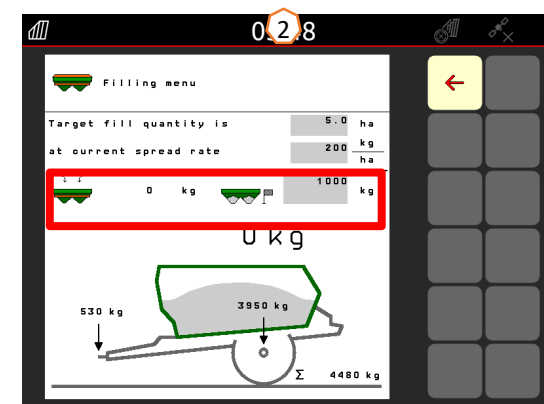 2
Filling menu
Target fill quantity is 5.0 ha
at current spread rate 200 kg
ha
0 kg 1000 kg
0 kg
530 kg 3950 kg
Σ 4480 kg